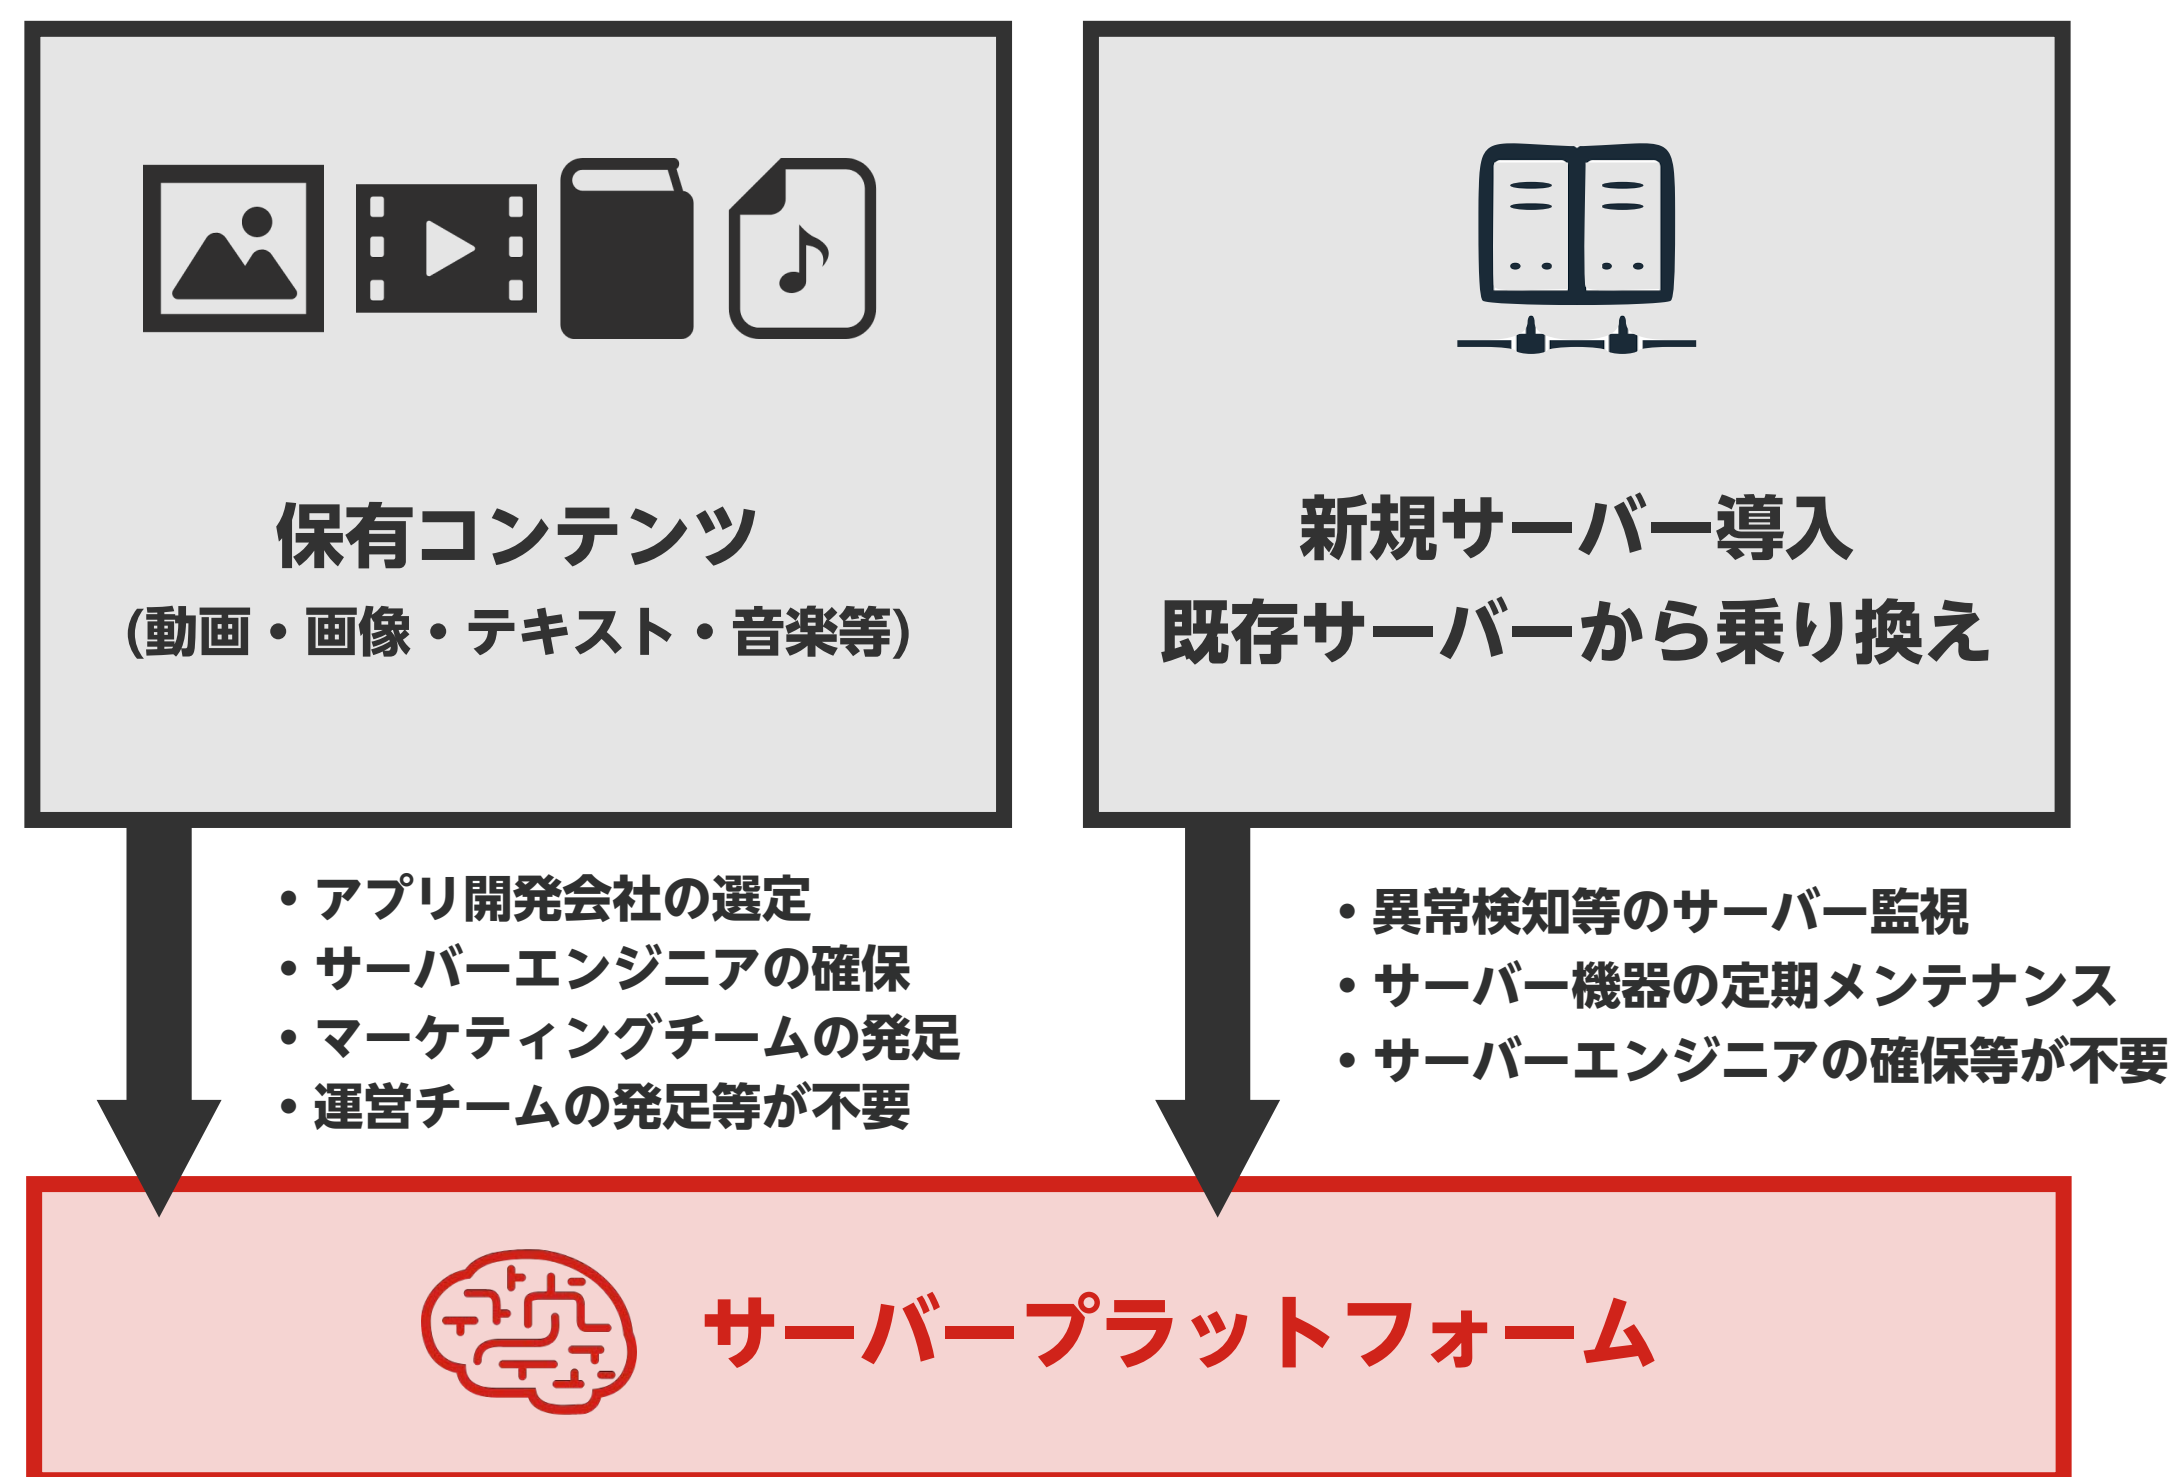 保有コンテンツ
(動画・画像・テキスト・音楽等)
新規サーバー導入
既存サーバーから乗り換え
・アプリ開発会社の選定
・サーバーエンジニアの確保
・マーケティングチームの発足
・運営チームの発足等が不要
・異常検知等のサーバー監視
・サーバー機器の定期メンテナンス
・サーバーエンジニアの確保等が不要
サーバープラットフォーム